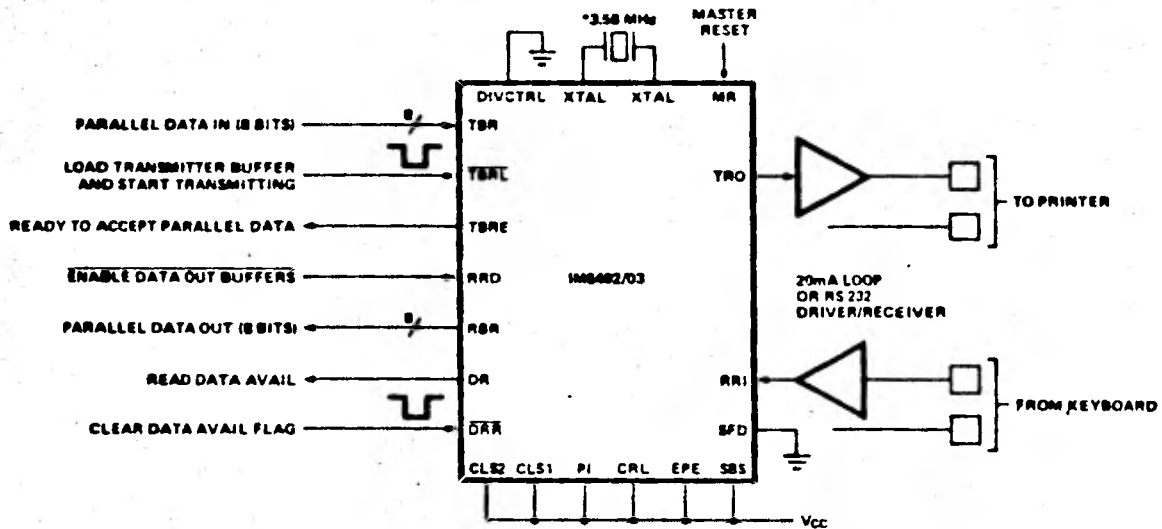 *3.58 MHz
MASTER
RESET
DIVCTRL XTAL XTAL MR
PARALLEL DATA IN (8 BITS)
8
TBR
LOAD TRANSMITTER BUFFER
AND START TRANSMITTING
TBRL
TRO
TO PRINTER
READY TO ACCEPT PARALLEL DATA
TBRE
ENABLE DATA OUT BUFFERS
RRD
IM6402/03
20mA LOOP
OR RS 232
DRIVER/RECEIVER
PARALLEL DATA OUT (8 BITS)
8
RBR
READ DATA AVAIL
DR
RRI
FROM KEYBOARD
CLEAR DATA AVAIL FLAG
DRR
SFD
CLS2 CLS1 PI CRL EPE SBS
VCC